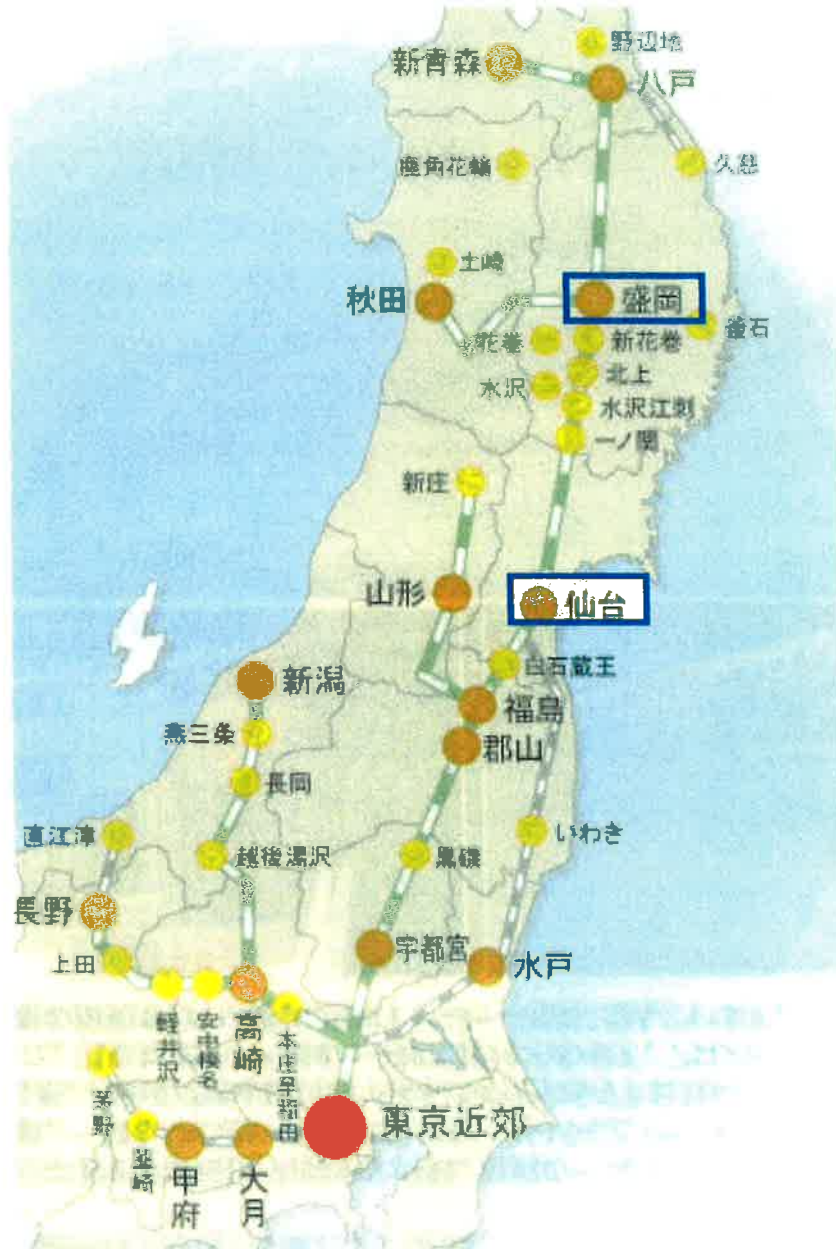 野辺地
新青森
八戸
鹿角花輪
久慈
土崎
秋田
盛岡
釜石
花巻
新花巻
北上
水沢
水沢江刺
一ノ関
新庄
山形
仙台
白石蔵王
新潟
福島
燕三条
郡山
長岡
直江津
いわき
越後湯沢
黒磯
長野
宇都宮
上田
水戸
軽井沢
安中榛名
高崎
本庄早稲田
茅野
東京近郊
韮崎
甲府
大月